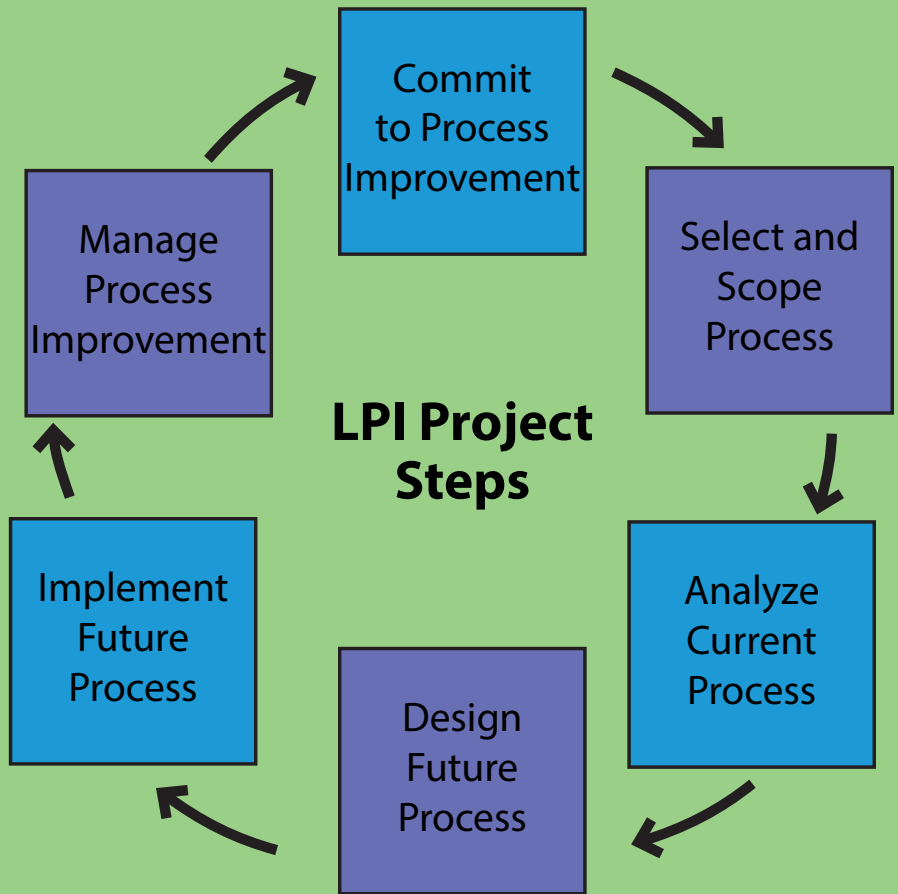 Commit
to Process
Improvement
Select and
Scope
Process
Analyze
Current
Process
Design
Future
Process
Implement
Future
Process
Manage
Process
Improvement
LPI Project
Steps